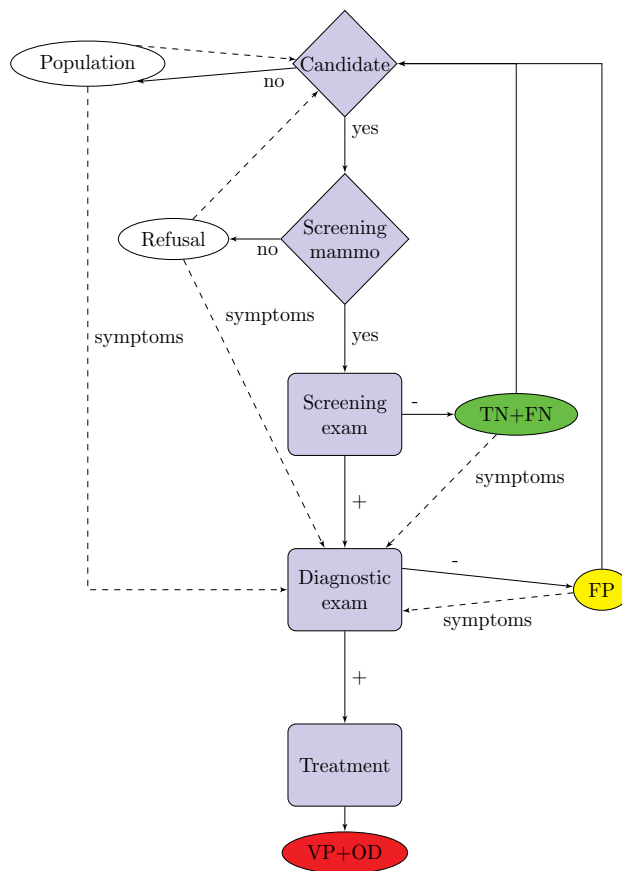 Population
Candidate
no
yes
Screening
mammo
Refusal
no
symptoms
symptoms
yes
Screening
exam
-
TN+FN
symptoms
+
-
Diagnostic
exam
FP
symptoms
+
Treatment
VP+OD